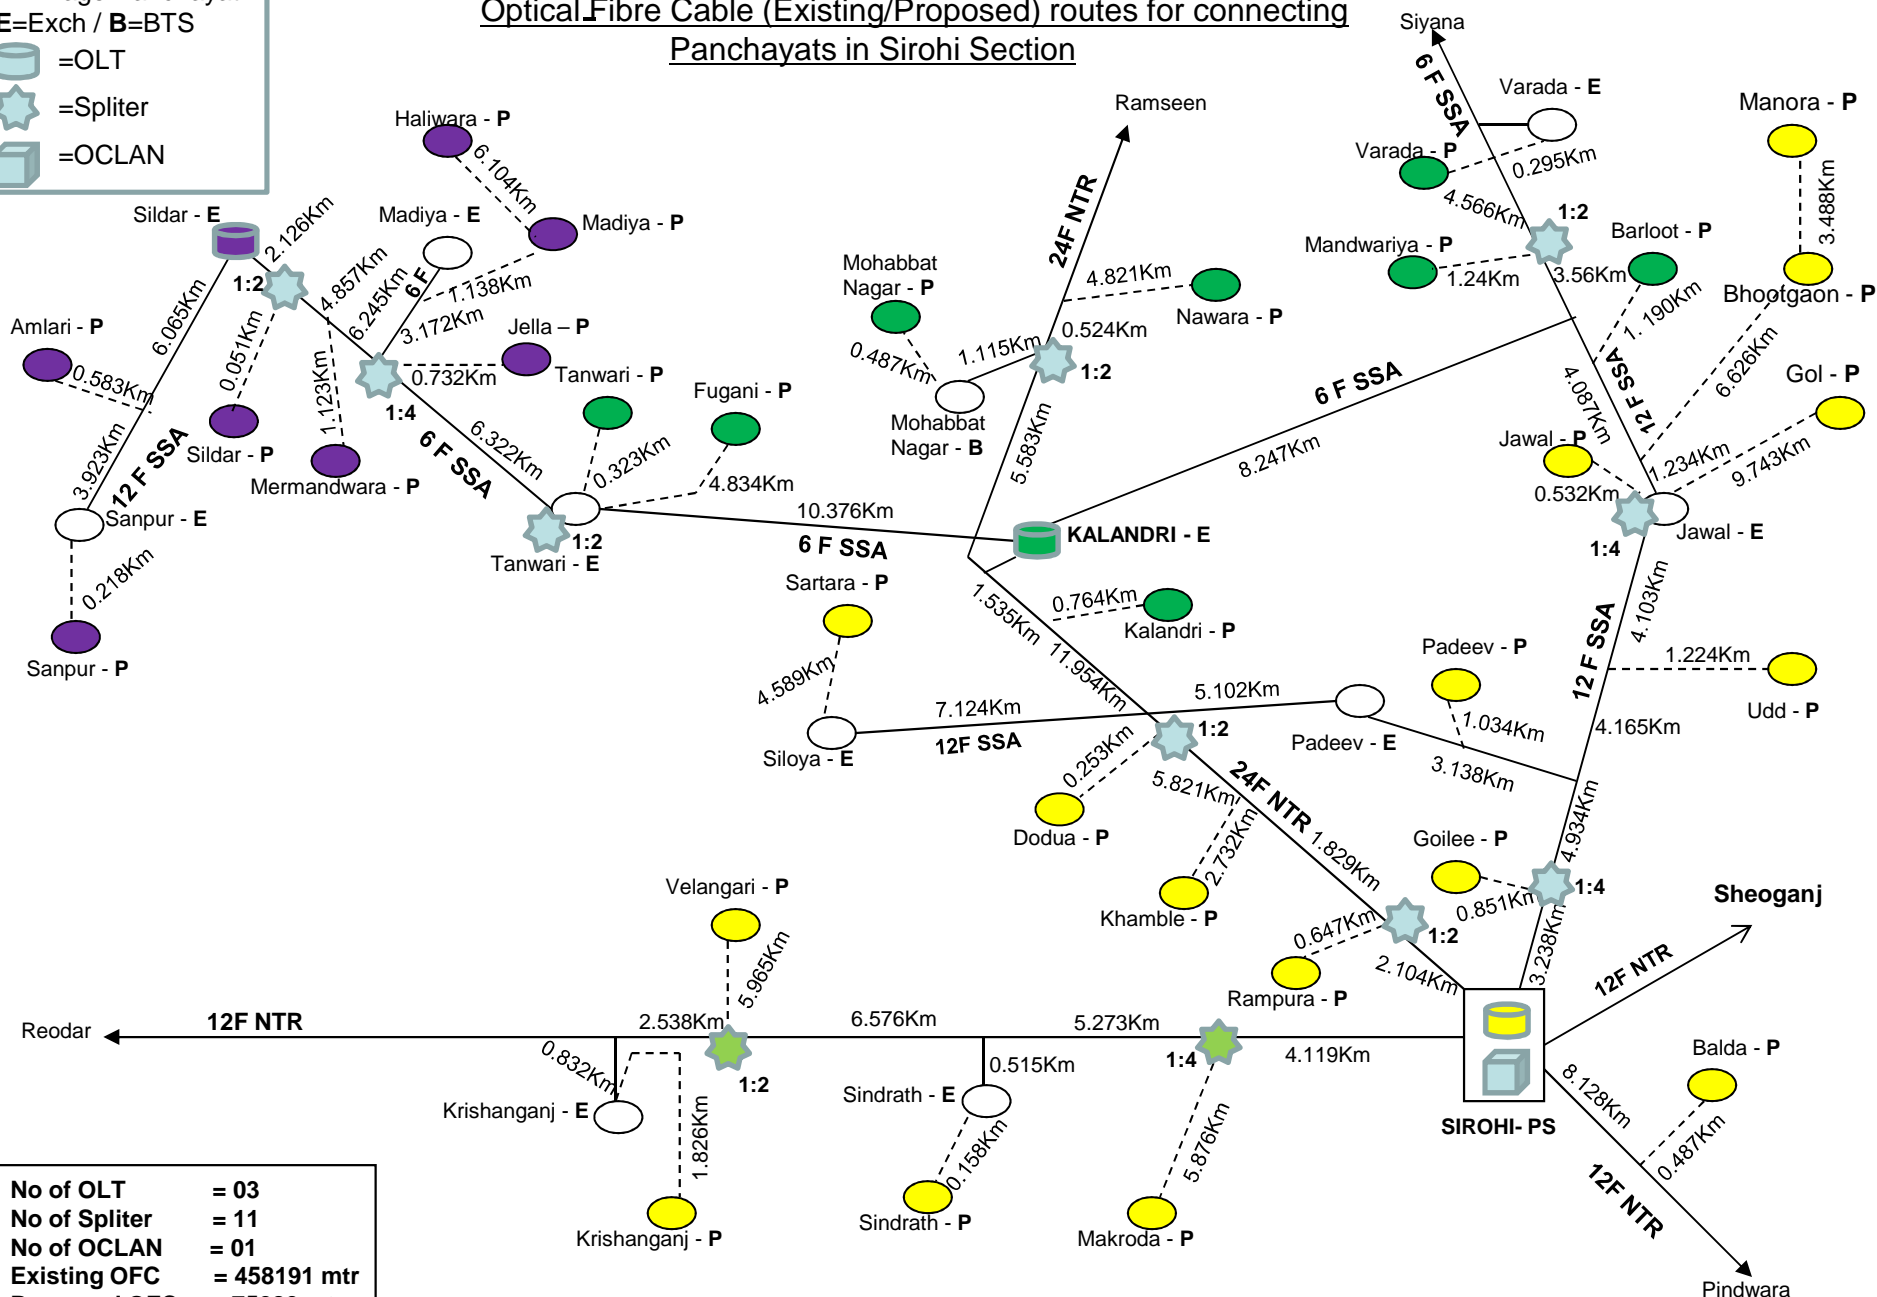 Optical Fibre Cable (Existing/Proposed) routes for connecting
Panchayats in Sirohi Section
E=Exch / B=BTS
=OLT
=Spliter
=OCLAN
Siyana
6 F SSA
Varada - E
Manora - P
Ramseen
Haliwara - P
6.104Km
Varada - P
0.295Km
4.566Km
3.488Km
24F NTR
Sildar - E
2.126Km
Madiya - E
Madiya - P
1:2
Barloot - P
Mandwariya - P
1.24Km
3.56Km
1.190Km
Bhootgaon - P
Mohabbat
Nagar - P
4.821Km
Nawara - P
1:2
4.857Km
6.245Km
6 F
1.138Km
3.172Km
6.065Km
Amlari - P
0.583Km
0.051Km
1.123Km
Jella – P
0.732Km
1:4
Tanwari - P
Fugani - P
0.487Km
1.115Km
0.524Km
1:2
Mohabbat
Nagar - B
5.583Km
6 F SSA
8.247Km
4.087Km
12 F SSA
6.626Km
Gol - P
Jawal - P
1.234Km
9.743Km
0.532Km
Jawal - E
1:4
3.923Km
12 F SSA
Sildar - P
Mermandwara - P
6 F SSA
6.322Km
0.323Km
4.834Km
Sanpur - E
0.218Km
Sanpur - P
1:2
Tanwari - E
10.376Km
6 F SSA
KALANDRI - E
Sartara - P
1.535Km
0.764Km
Kalandri - P
4.103Km
12 F SSA
Padeev - P
1.224Km
Udd - P
4.589Km
11.954Km
7.124Km
5.102Km
12F SSA
Siloya - E
1:2
Padeev - E
1.034Km
3.138Km
4.165Km
0.253Km
5.821Km
24F NTR
Dodua - P
2.732Km
1.829Km
Goilee - P
4.934Km
1:4
0.851Km
Sheoganj
Velangari - P
Khamble - P
0.647Km
1:2
2.104Km
3.238Km
Rampura - P
12F NTR
5.965Km
Reodar
12F NTR
2.538Km
6.576Km
5.273Km
4.119Km
1:4
1:2
0.832Km
0.515Km
Krishanganj - E
Sindrath - E
Balda - P
8.128Km
SIROHI- PS
1.826Km
0.158Km
5.876Km
0.487Km
12F NTR
Krishanganj - P
Sindrath - P
Makroda - P
Pindwara
No of OLT = 03
No of Spliter = 11
No of OCLAN = 01
Existing OFC = 458191 mtr